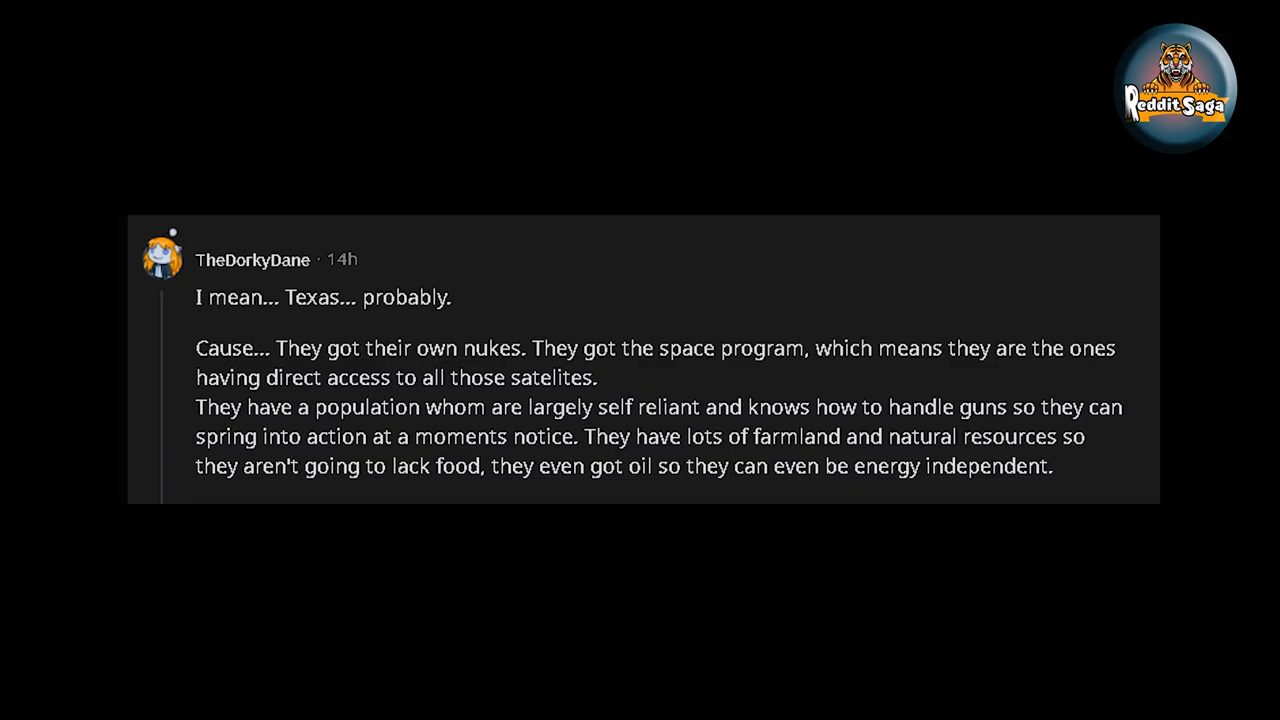 Reddit Saga
TheDorkyDane · 14h
I mean... Texas... probably.
Cause... They got their own nukes. They got the space program, which means they are the ones
having direct access to all those satelites.
They have a population whom are largely self reliant and knows how to handle guns so they can
spring into action at a moments notice. They have lots of farmland and natural resources so
they aren't going to lack food, they even got oil so they can even be energy independent.